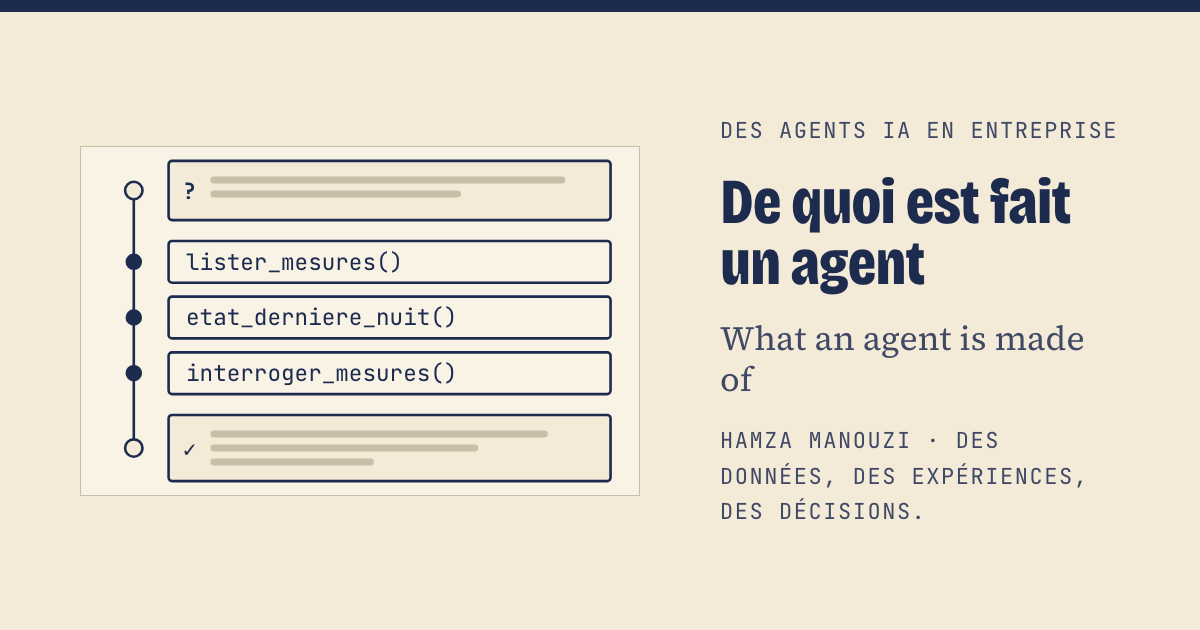 ?
lister_mesures()
etat_derniere_nuit()
interroger_mesures()
✓
DES AGENTS IA EN ENTREPRISE
De quoi est fait
un agent
What an agent is made
of
HAMZA MANOUZI · DES
DONNÉES, DES EXPÉRIENCES,
DES DÉCISIONS.